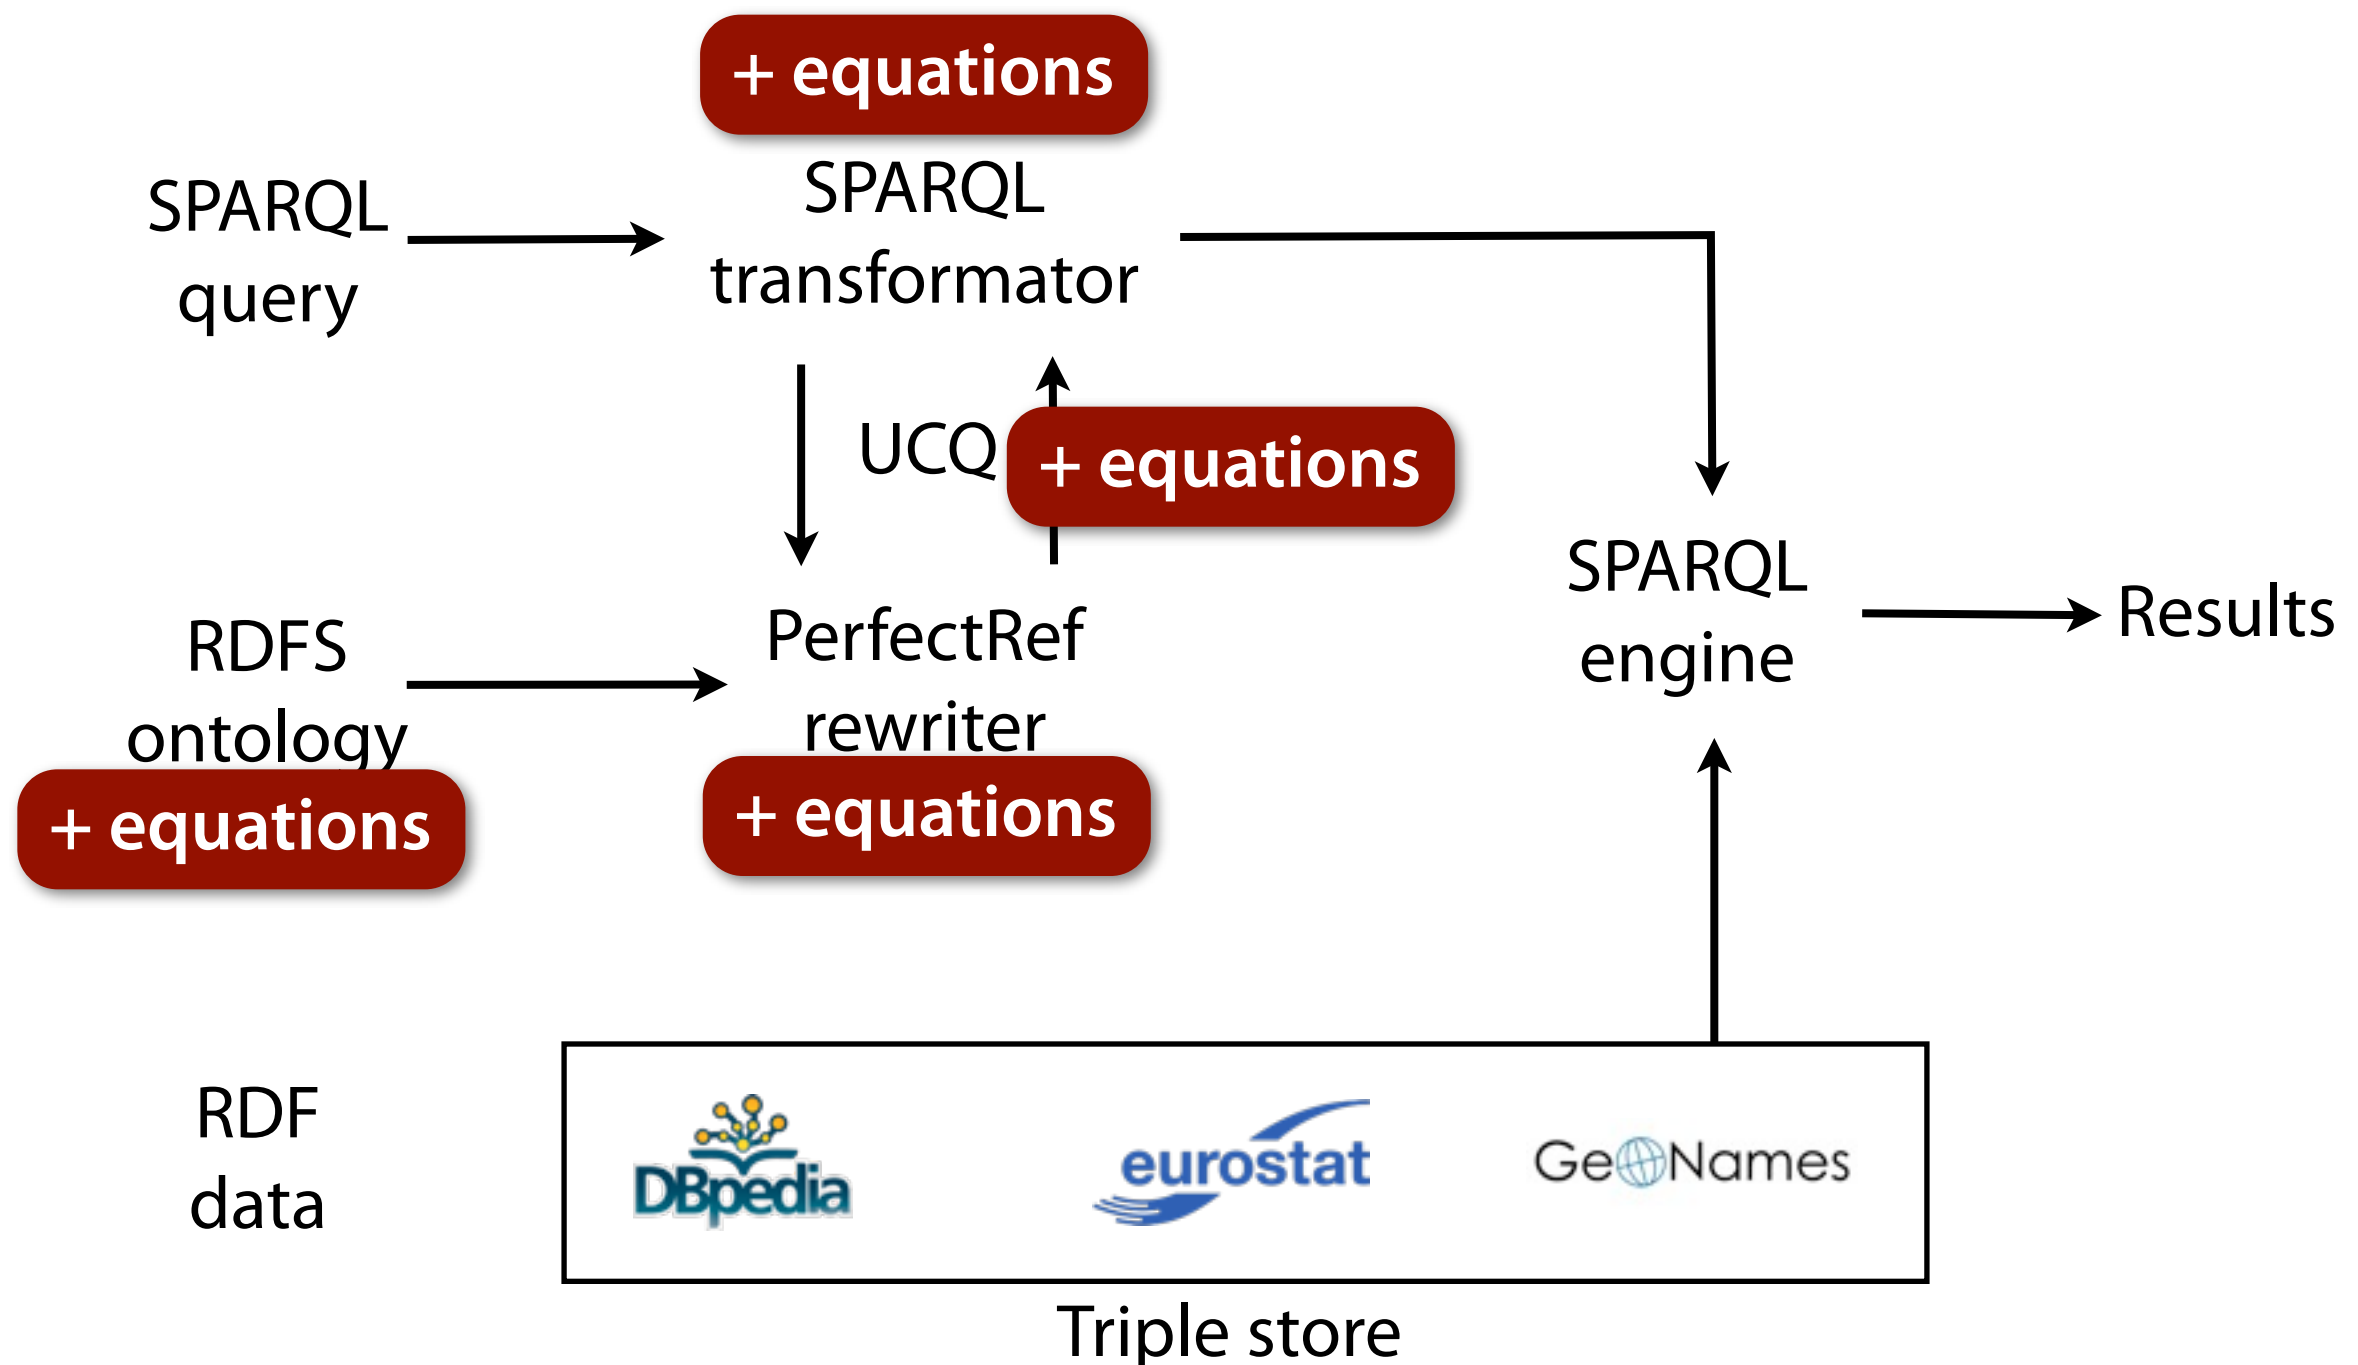 + equations
SPARQL
transformator
SPARQL
query
UCQ
+ equations
SPARQL
engine
Results
RDFS
ontology
+ equations
PerfectRef
rewriter
+ equations
RDF
data
DBpedia
eurostat
GeoNames
Triple store